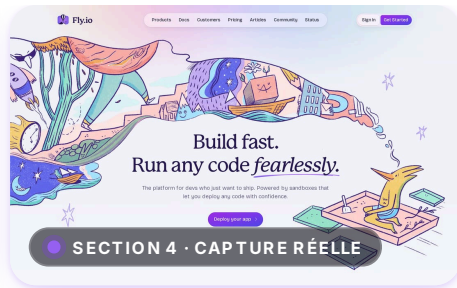 Fly.io
Products Docs Customers Pricing Articles Community Status
Sign In Get Started
Build fast.
Run any code fearlessly.
The platform for devs who just want to ship. Powered by sandboxes that
let you deploy any code with confidence.
Deploy your app
SECTION 4 · CAPTURE RÉELLE